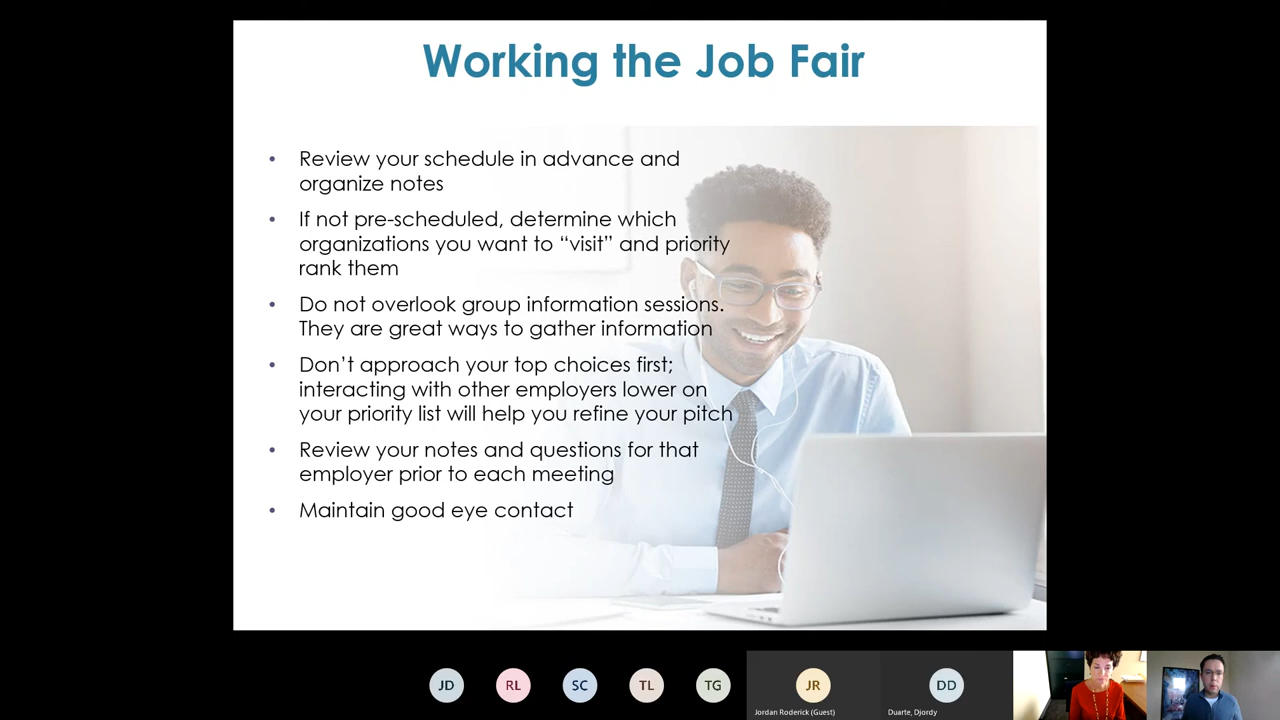 Working the Job Fair
• Review your schedule in advance and
organize notes
• If not pre-scheduled, determine which
organizations you want to “visit” and priority
rank them
• Do not overlook group information sessions.
They are great ways to gather information
• Don’t approach your top choices first;
interacting with other employers lower on
your priority list will help you refine your pitch
• Review your notes and questions for that
employer prior to each meeting
• Maintain good eye contact
JD RL SC TL TG JR DD
Jordan Roderick (Guest) Duarte, Djordy